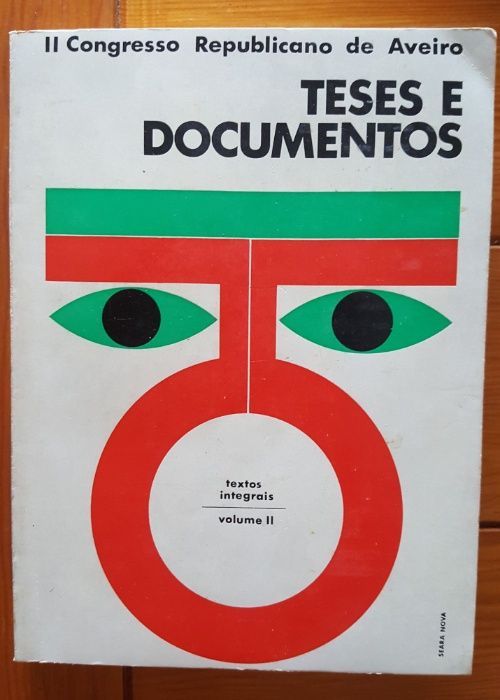 II Congresso Republicano de Aveiro
TESES E
DOCUMENTOS
textos
integrais
volume II
SEARA NOVA